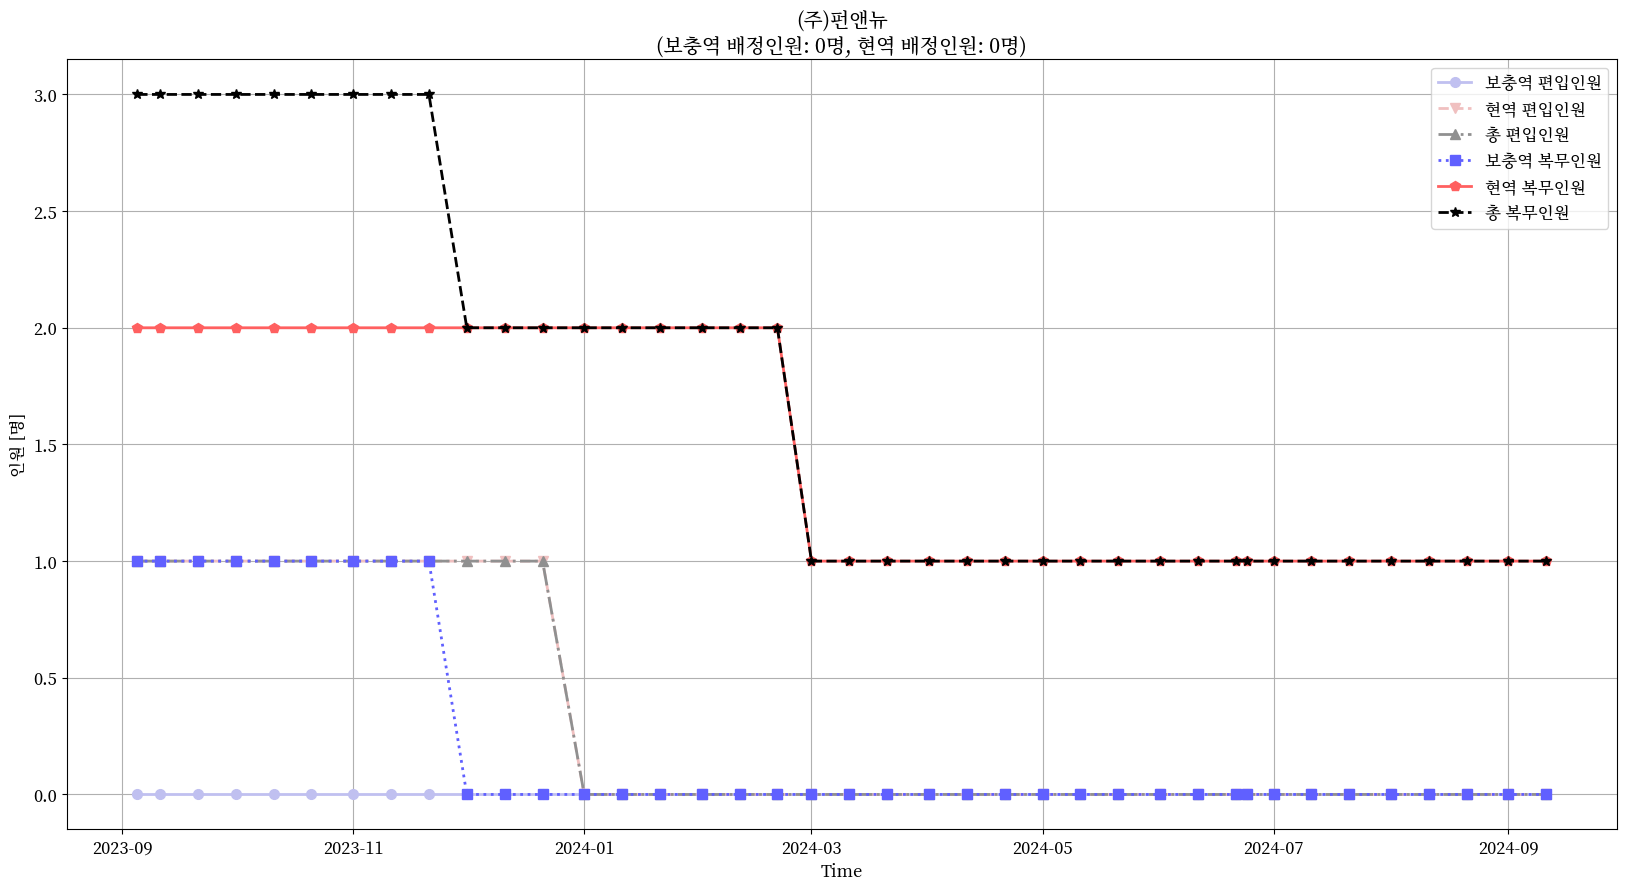 (주)펀앤뉴
(보충역 배정인원: 0명, 현역 배정인원: 0명)
보충역 편입인원
현역 편입인원
총 편입인원
보충역 복무인원
현역 복무인원
총 복무인원
인원 [명]
3.0
2.5
2.0
1.5
1.0
0.5
0.0
2023-09
2023-11
2024-01
2024-03
2024-05
2024-07
2024-09
Time